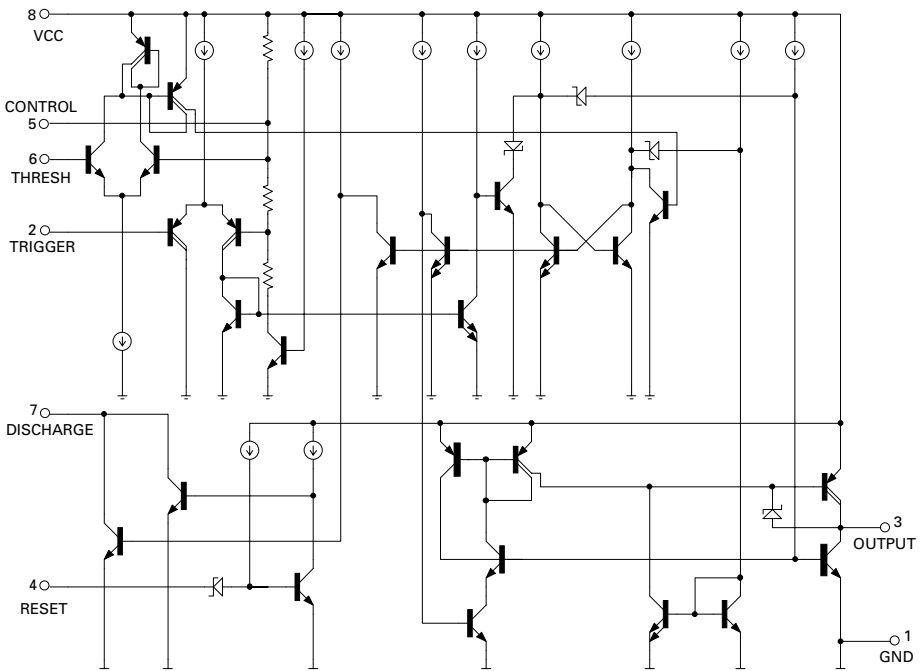 8
VCC
CONTROL
5
6
THRESH
2
TRIGGER
7
DISCHARGE
4
RESET
3
OUTPUT
1
GND